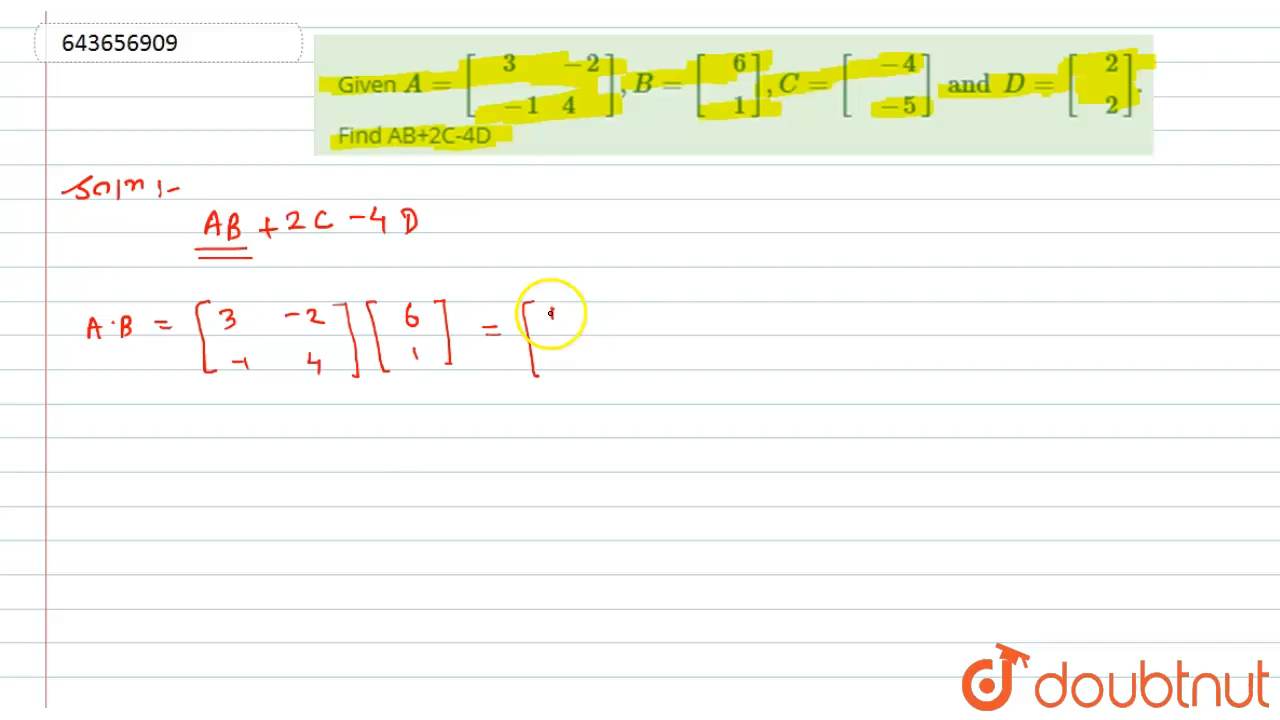 643656909
Given A = [ 3 -2 ] , B = [ 6 ] , C = [ -4 ] and D = [ 2 ] .
[ -1 4 ] [ 1 ] [ -5 ] [ 2 ]
Find AB+2C-4D
Soln :-
AB + 2C - 4D
A·B = [ 3 -2 ] [ 6 ] = [ 1
[ -1 4 ] [ 1 ]
doubtnut